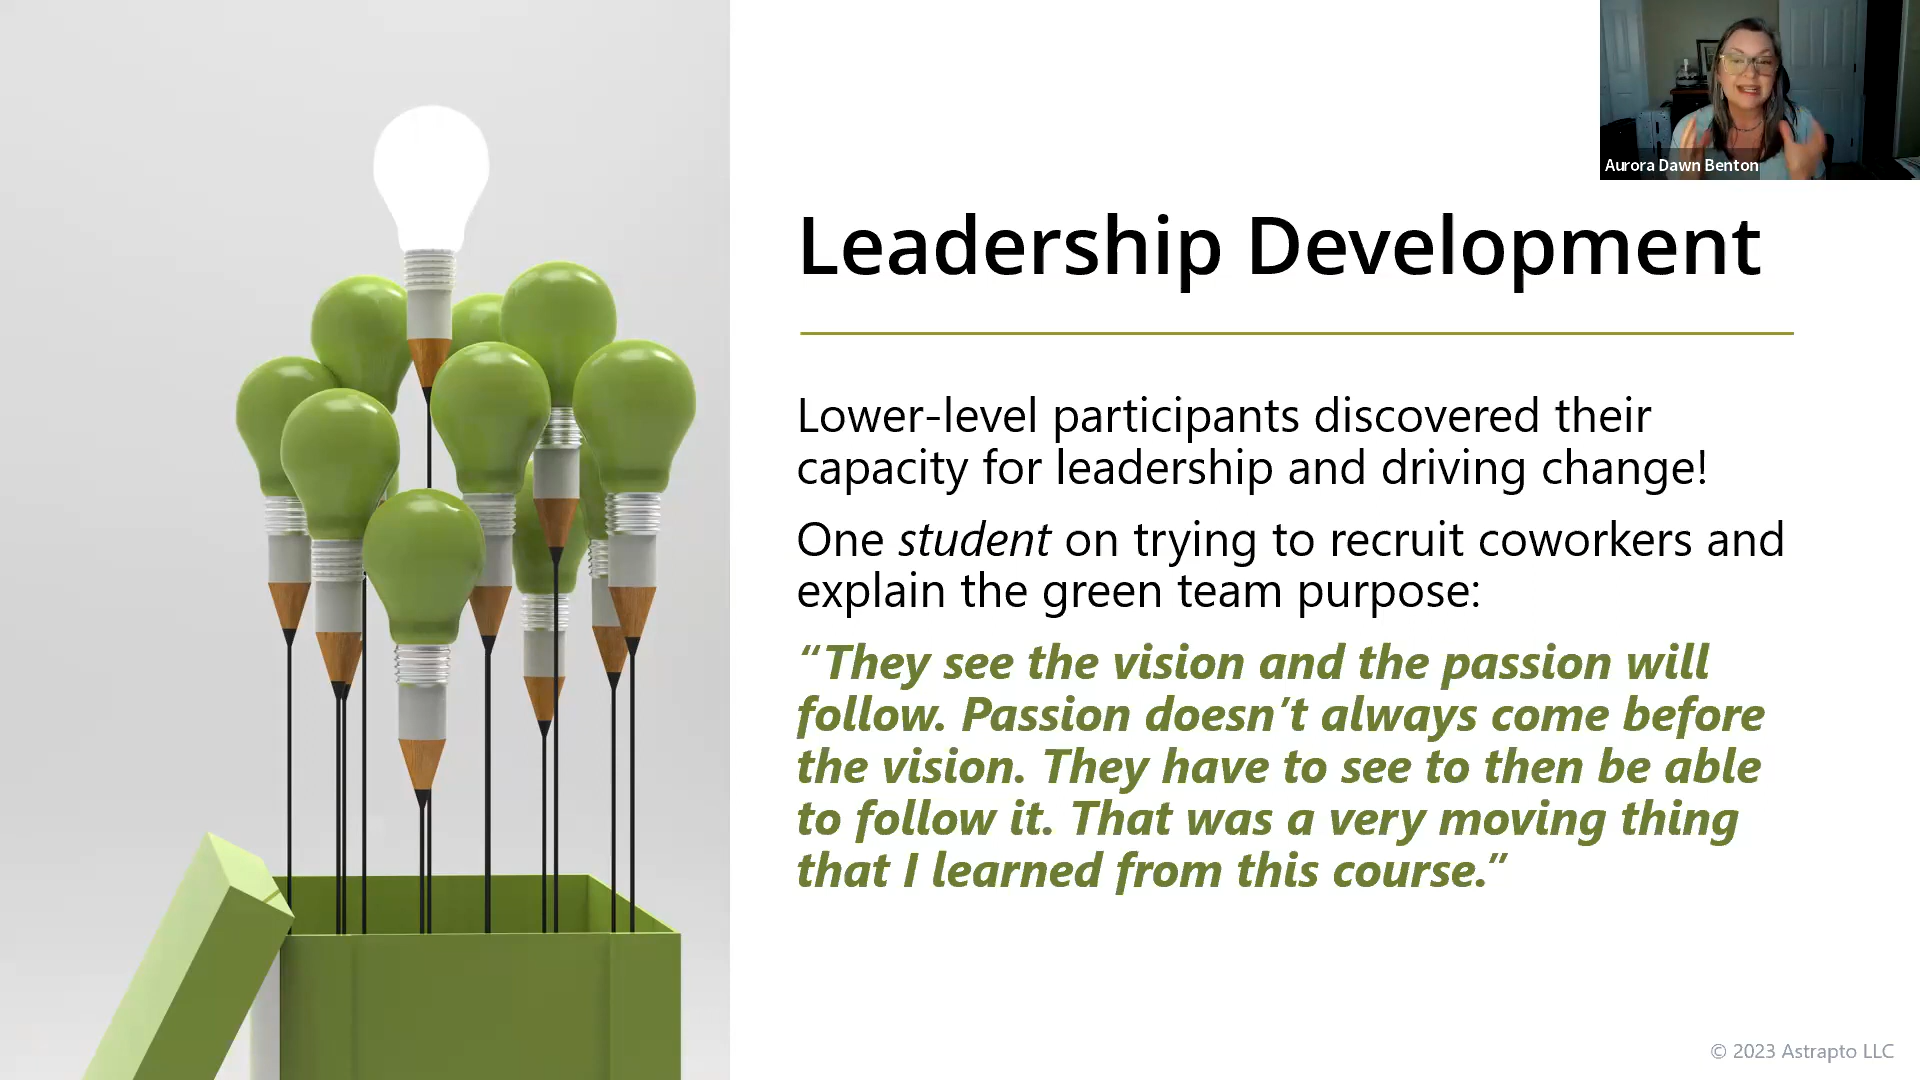 Aurora Dawn Benton
Leadership Development
Lower-level participants discovered their
capacity for leadership and driving change!
One student on trying to recruit coworkers and
explain the green team purpose:
“They see the vision and the passion will
follow. Passion doesn’t always come before
the vision. They have to see to then be able
to follow it. That was a very moving thing
that I learned from this course.”
© 2023 Astrapto LLC